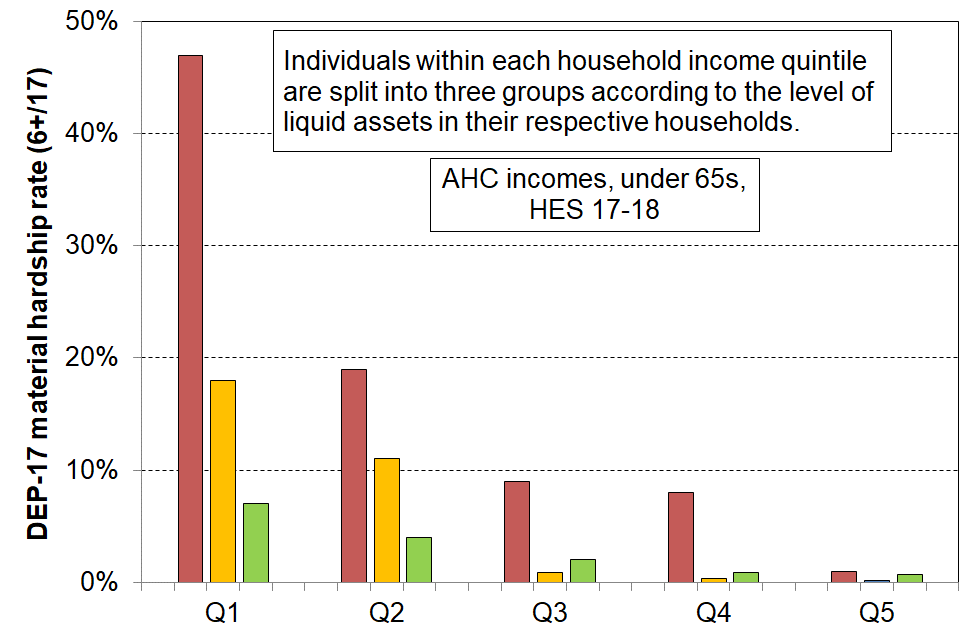 50%
40%
30%
20%
10%
0%
DEP-17 material hardship rate (6+/17)
Individuals within each household income quintile
are split into three groups according to the level of
liquid assets in their respective households.
AHC incomes, under 65s,
HES 17-18
Q1
Q2
Q3
Q4
Q5